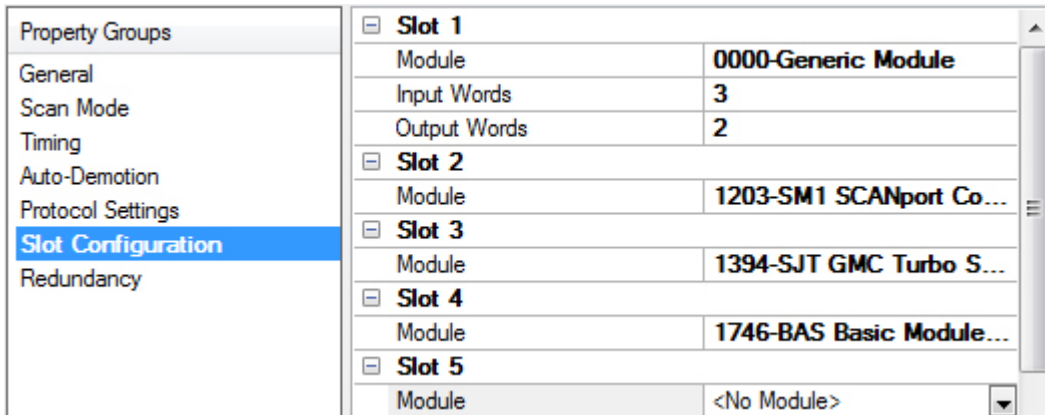 Property Groups
General
Scan Mode
Timing
Auto-Demotion
Protocol Settings
Slot Configuration
Redundancy
Slot 1
Module 0000-Generic Module
Input Words 3
Output Words 2
Slot 2
Module 1203-SM1 SCANport Co...
Slot 3
Module 1394-SJT GMC Turbo S...
Slot 4
Module 1746-BAS Basic Module...
Slot 5
Module <No Module>